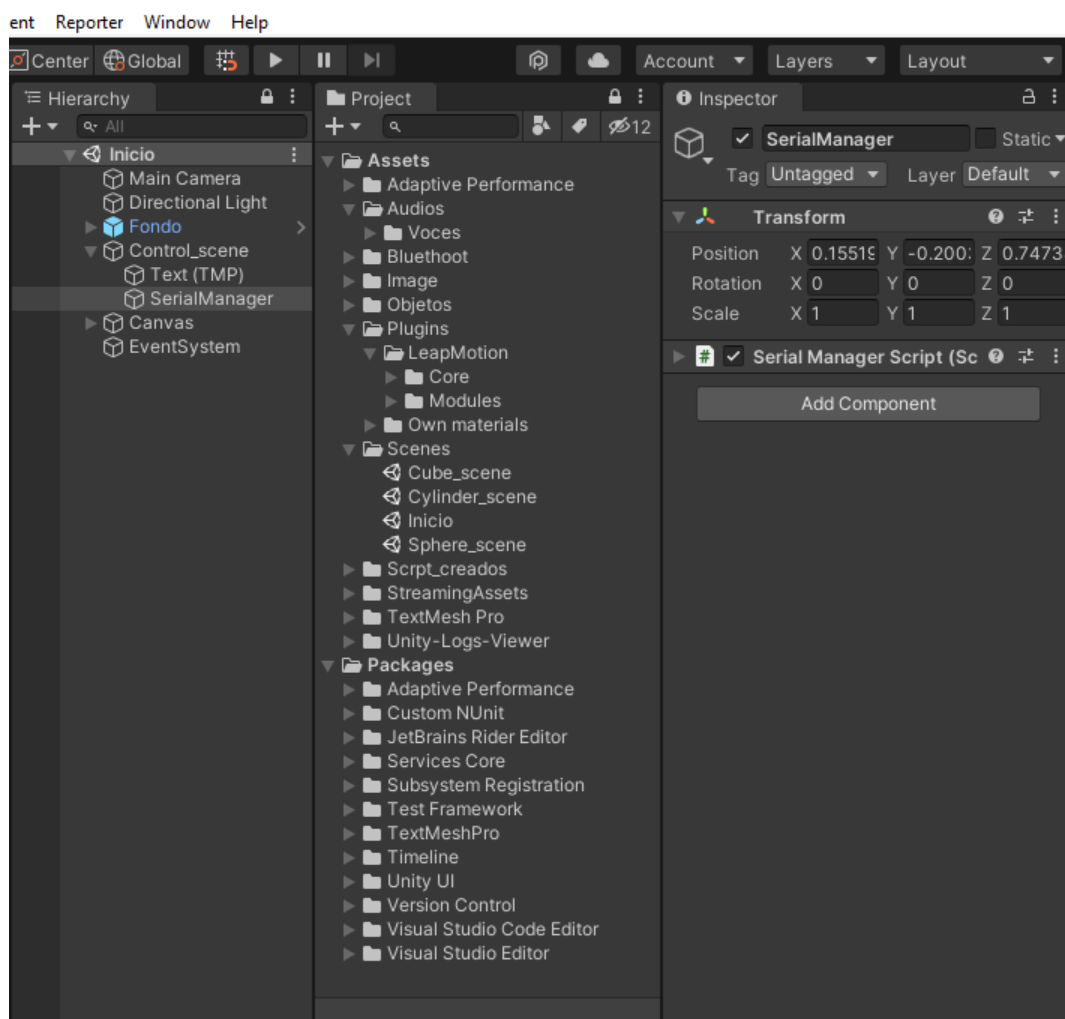 ent Reporter Window Help
Center Global Account Layers Layout
Hierarchy
All
Inicio
Main Camera
Directional Light
Fondo
Control_scene
Text (TMP)
SerialManager
Canvas
EventSystem
Project
12
Assets
Adaptive Performance
Audios
Voces
Bluethoot
Image
Objetos
Plugins
LeapMotion
Core
Modules
Own materials
Scenes
Cube_scene
Cylinder_scene
Inicio
Sphere_scene
Scrpt_creados
StreamingAssets
TextMesh Pro
Unity-Logs-Viewer
Packages
Adaptive Performance
Custom NUnit
JetBrains Rider Editor
Services Core
Subsystem Registration
Test Framework
TextMeshPro
Timeline
Unity UI
Version Control
Visual Studio Code Editor
Visual Studio Editor
Inspector
SerialManager Static
Tag Untagged Layer Default
Transform
Position X 0.15519 Y -0.200 Z 0.7473
Rotation X 0 Y 0 Z 0
Scale X 1 Y 1 Z 1
# Serial Manager Script (Sc
Add Component